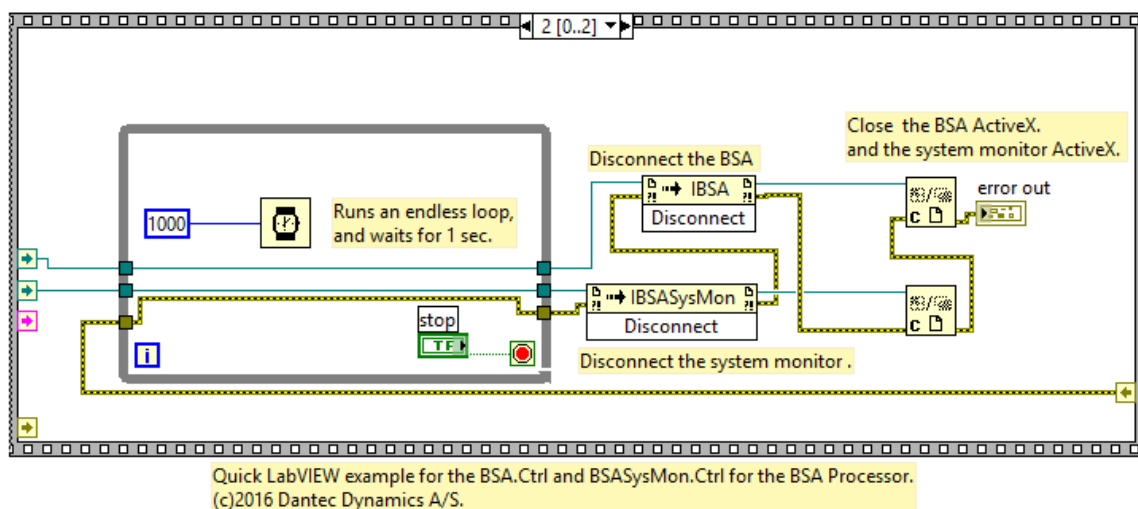 2 [0..2]
Close the BSA ActiveX.
and the system monitor ActiveX.
Disconnect the BSA
IBSA
Disconnect
error out
1000
Runs an endless loop,
and waits for 1 sec.
IBSASysMon
Disconnect
stop
TF
i
Disconnect the system monitor .
C
C
Quick LabVIEW example for the BSA.Ctrl and BSASysMon.Ctrl for the BSA Processor.
(c)2016 Dantec Dynamics A/S.